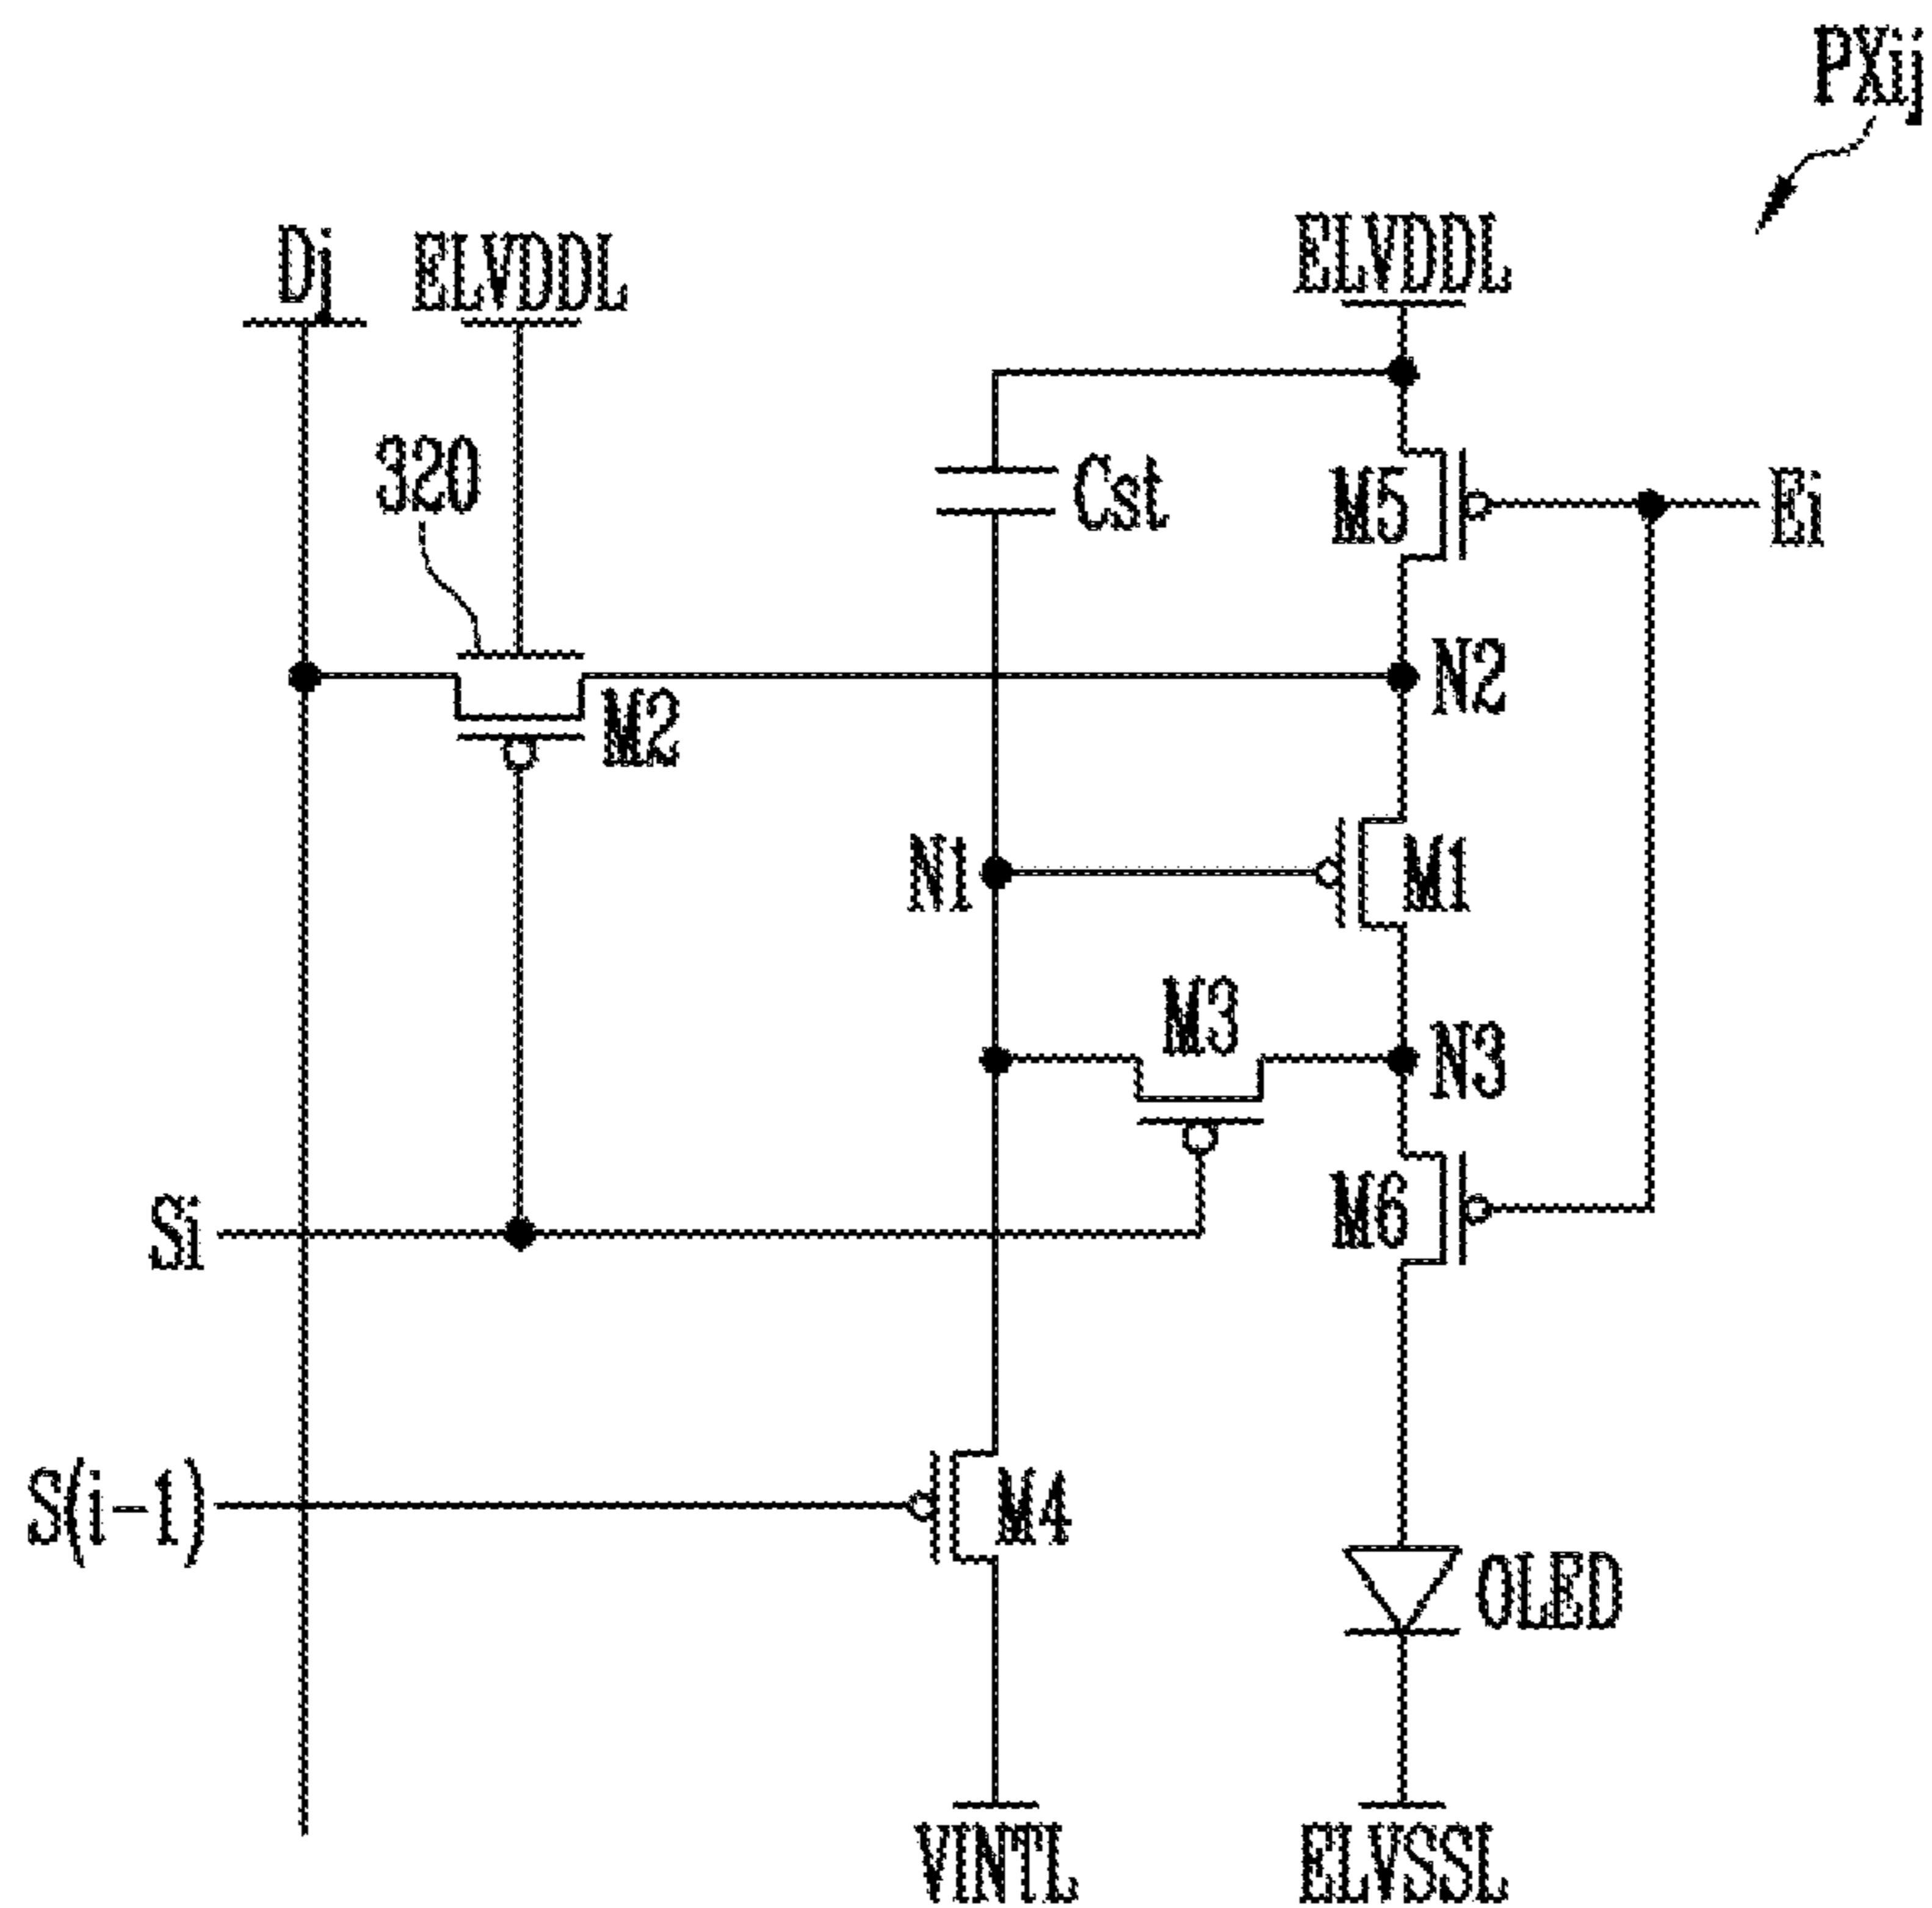 PXij
Dj
ELVDDL
ELVDDL
320
Cst
M5
Ei
M2
N2
N1
M1
M3
N3
Si
M6
S(i-1)
M4
OLED
VINTL
ELVSSL